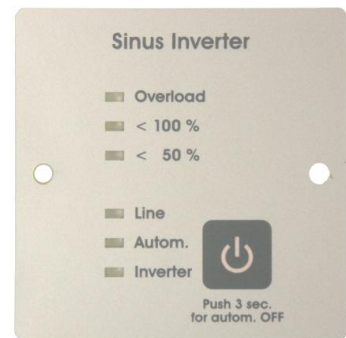 Sinus Inverter
Overload
< 100 %
< 50 %
Line
Autom.
Inverter
Push 3 sec.
for autom. OFF